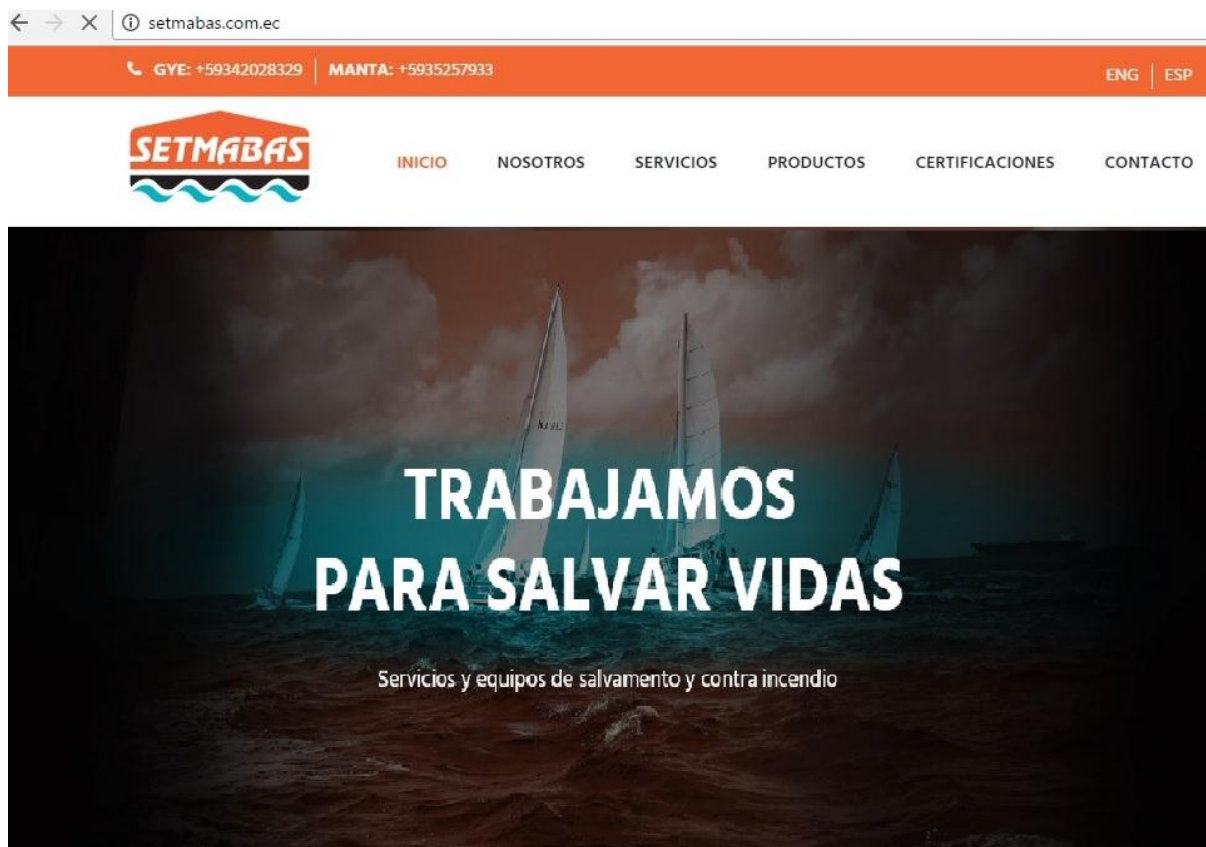 setmabas.com.ec
GYE: +59342028329 | MANTA: +5935257933
ENG | ESP
SETMABAS
INICIO NOSOTROS SERVICIOS PRODUCTOS CERTIFICACIONES CONTACTO
TRABAJAMOS
PARA SALVAR VIDAS
Servicios y equipos de salvamento y contra incendio